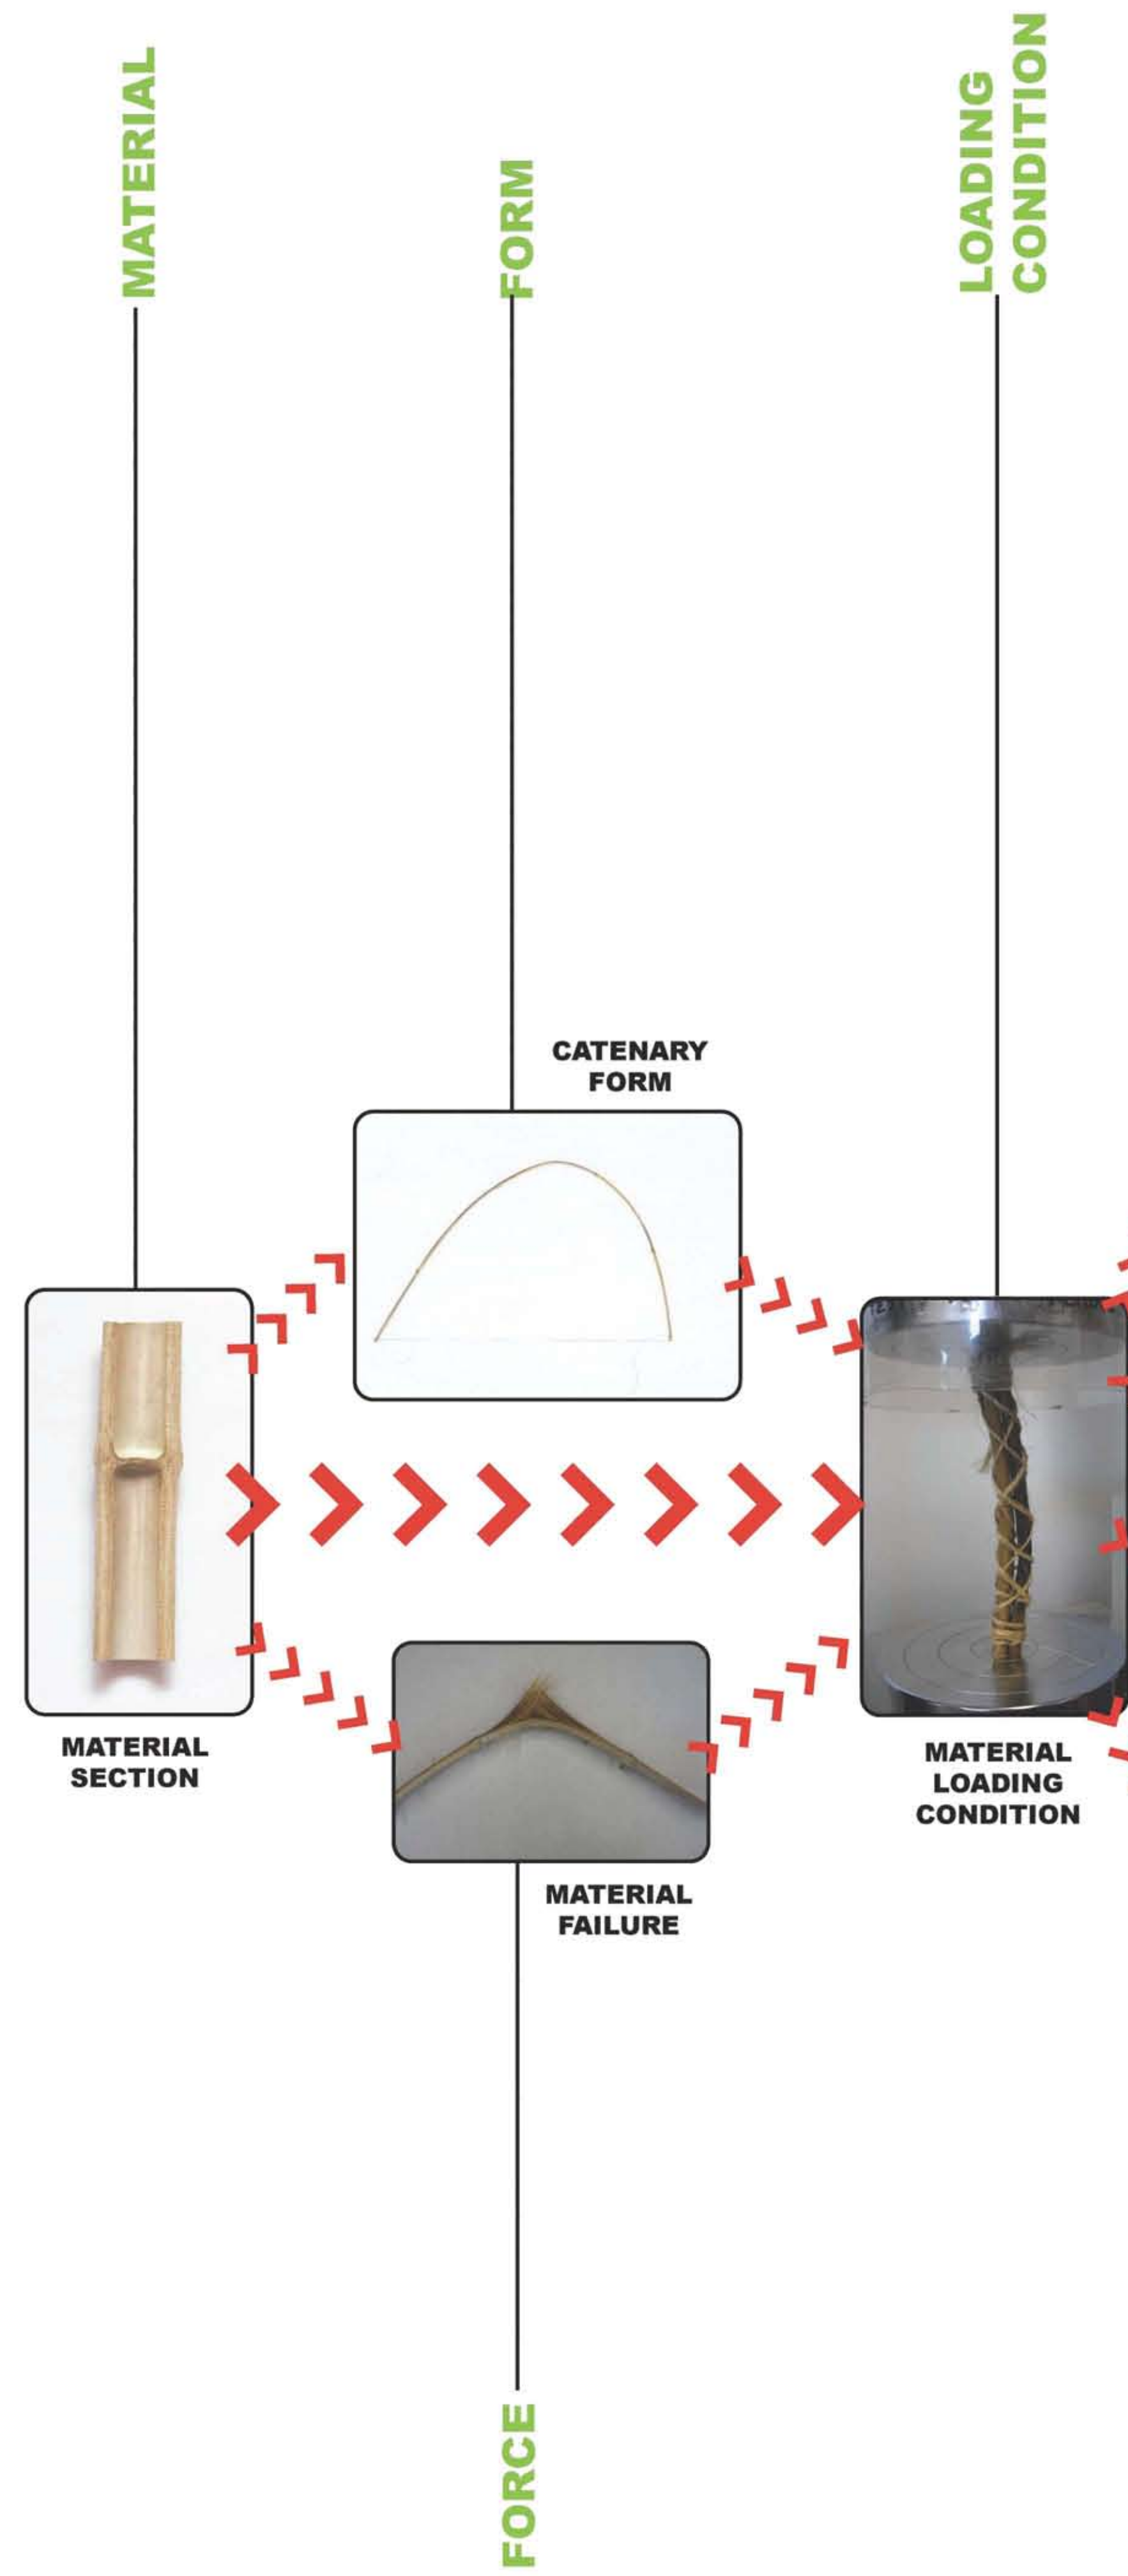 MATERIAL
FORM
LOADING
CONDITION
CATENARY
FORM
MATERIAL
SECTION
MATERIAL
LOADING
CONDITION
MATERIAL
FAILURE
FORCE